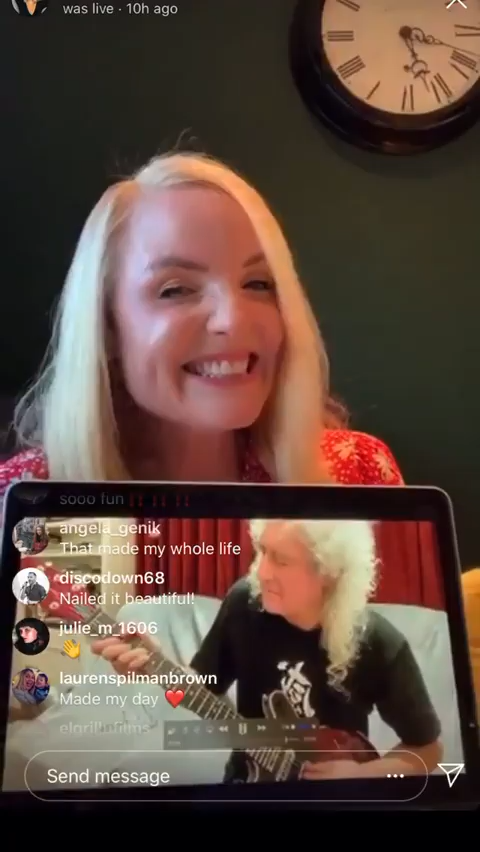 was live · 10h ago
sooo fun ‼️‼️‼️
angela_genik
That made my whole life
discodown68
Nailed it beautiful!
julie_m_1606
👋
laurenspilmanbrown
Made my day ❤️
elgrillofilms
Send message